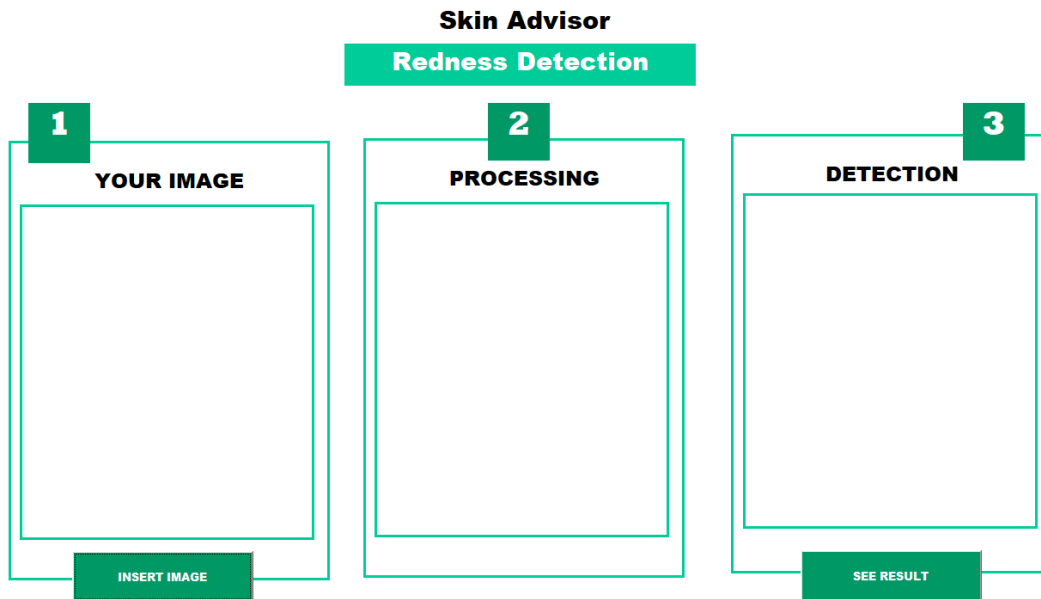 Skin Advisor
Redness Detection
1
YOUR IMAGE
INSERT IMAGE
2
PROCESSING
3
DETECTION
SEE RESULT